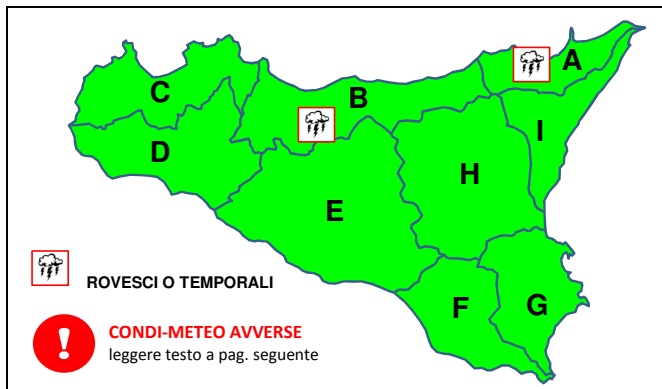 A
B
C
I
D
H
E
F
G
ROVESCI O TEMPORALI
!
CONDI-METEO AVVERSE
leggere testo a pag. seguente